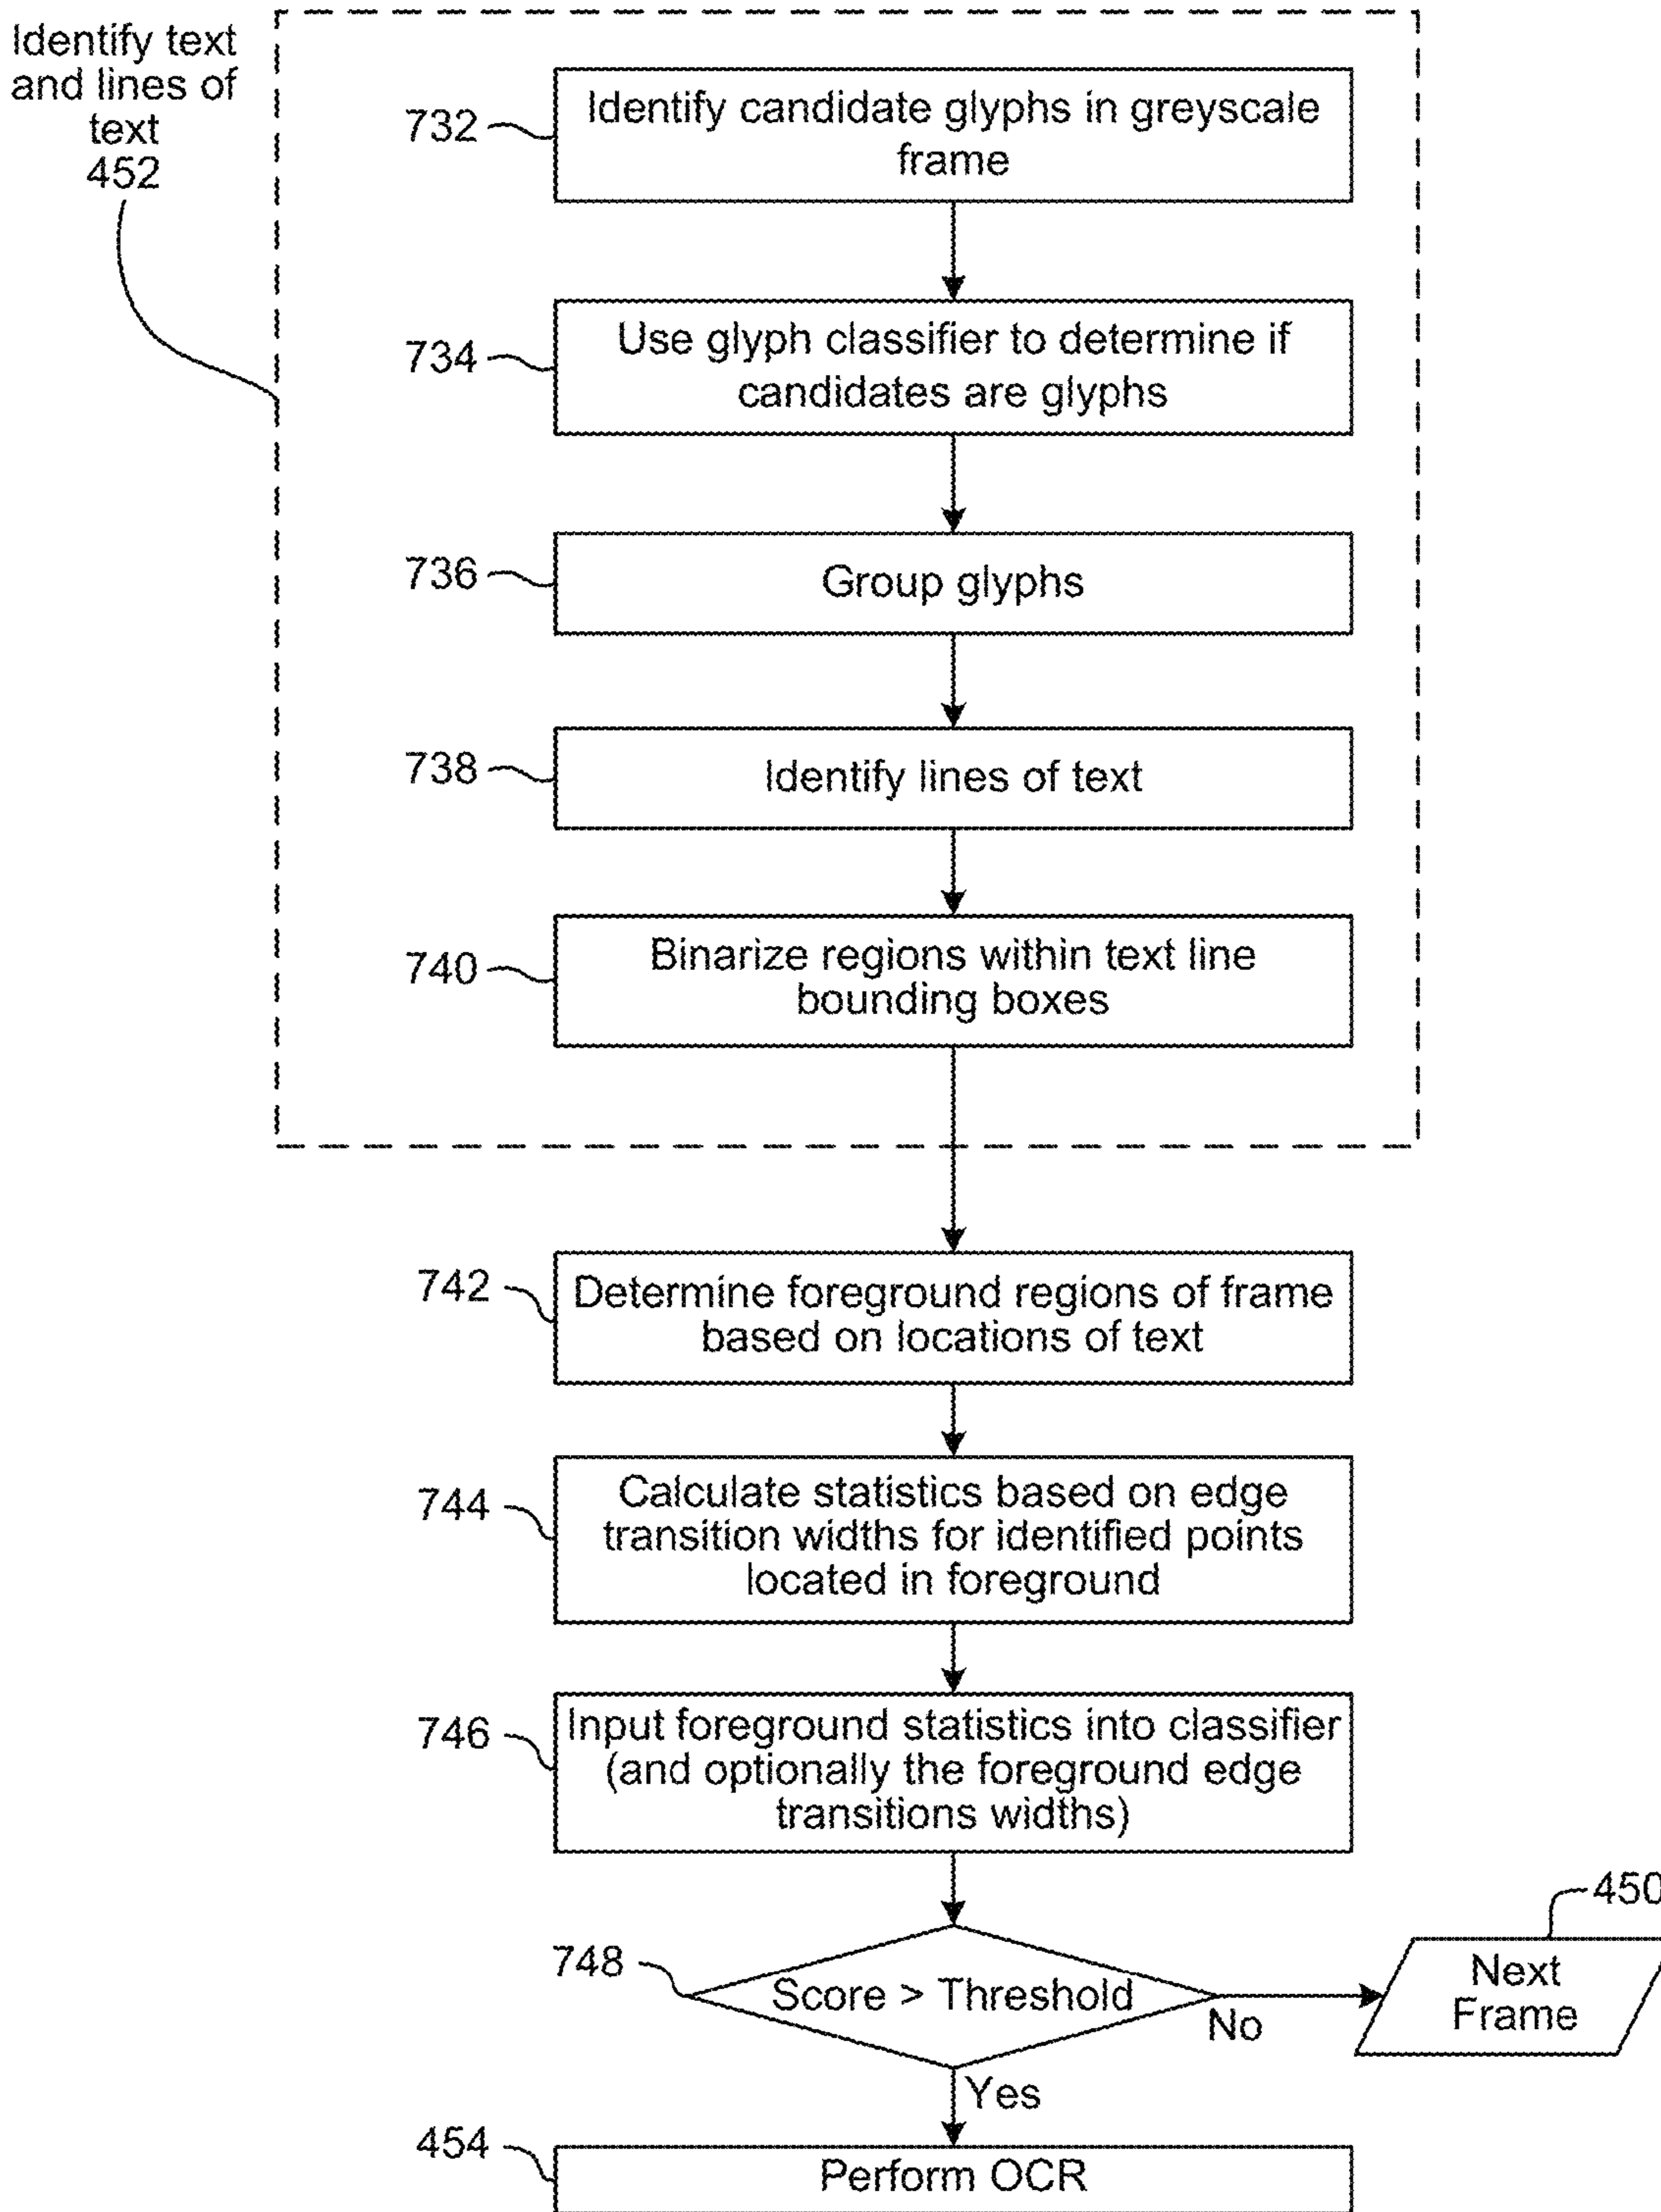 Identify text
and lines of
text
452
732
Identify candidate glyphs in greyscale
frame
734
Use glyph classifier to determine if
candidates are glyphs
736
Group glyphs
738
Identify lines of text
740
Binarize regions within text line
bounding boxes
742
Determine foreground regions of frame
based on locations of text
744
Calculate statistics based on edge
transition widths for identified points
located in foreground
746
Input foreground statistics into classifier
(and optionally the foreground edge
transitions widths)
748
Score > Threshold
No
450
Next
Frame
Yes
454
Perform OCR